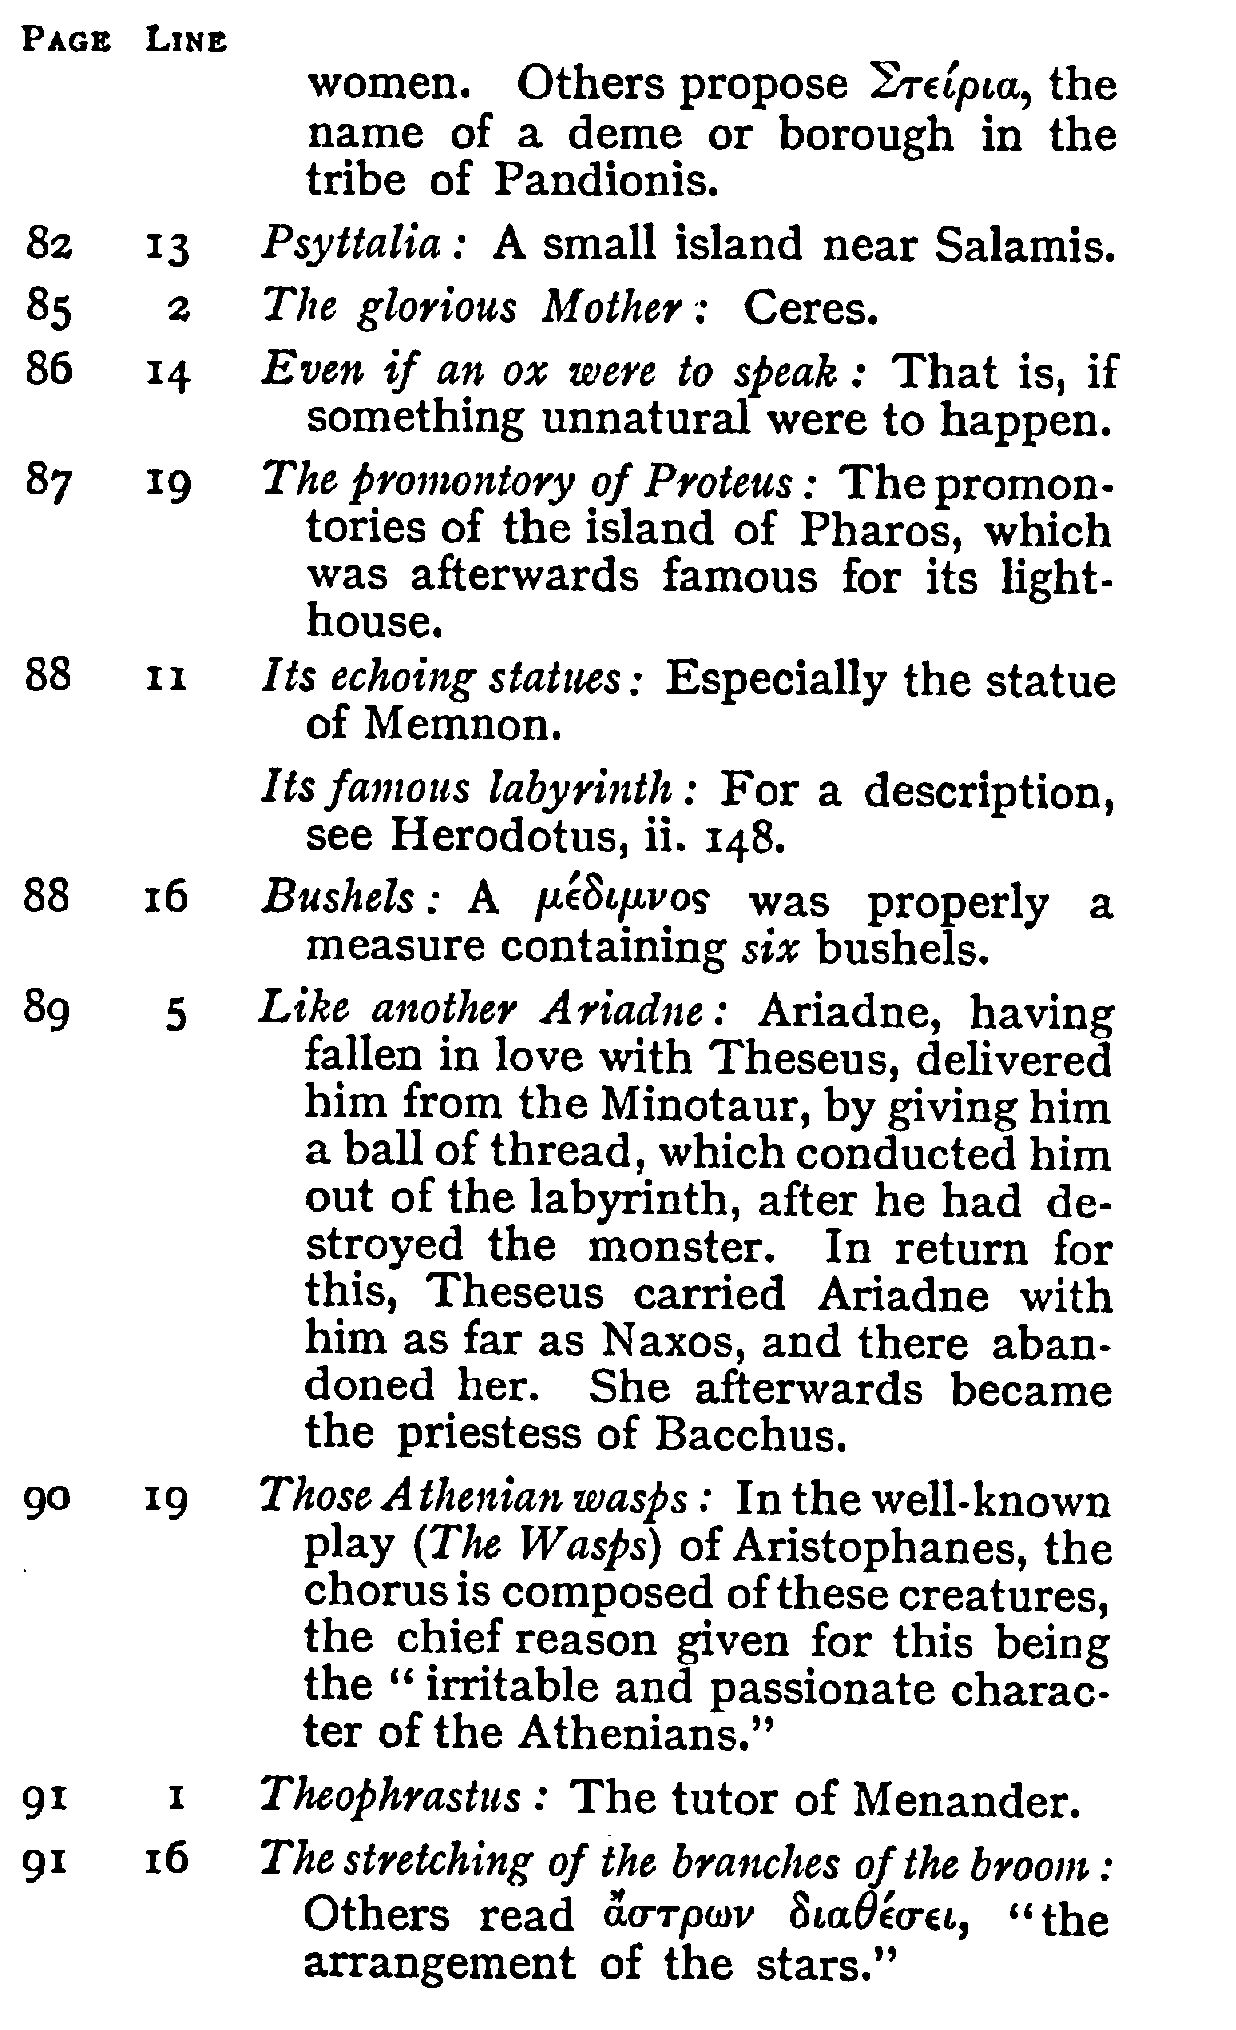 PAGE LINE
women. Others propose Στείρια, the
name of a deme or borough in the
tribe of Pandionis.
82 13 Psyttalia : A small island near Salamis.
85 2 The glorious Mother : Ceres.
86 14 Even if an ox were to speak : That is, if
something unnatural were to happen.
87 19 The promontory of Proteus : The promon-
tories of the island of Pharos, which
was afterwards famous for its light-
house.
88 11 Its echoing statues : Especially the statue
of Memnon.
Its famous labyrinth : For a description,
see Herodotus, ii. 148.
88 16 Bushels : A μέδιμνος was properly a
measure containing six bushels.
89 5 Like another Ariadne : Ariadne, having
fallen in love with Theseus, delivered
him from the Minotaur, by giving him
a ball of thread, which conducted him
out of the labyrinth, after he had de-
stroyed the monster. In return for
this, Theseus carried Ariadne with
him as far as Naxos, and there aban-
doned her. She afterwards became
the priestess of Bacchus.
90 19 Those Athenian wasps : In the well-known
play (The Wasps) of Aristophanes, the
chorus is composed of these creatures,
the chief reason given for this being
the “ irritable and passionate charac-
ter of the Athenians.”
91 1 Theophrastus : The tutor of Menander.
91 16 The stretching of the branches of the broom :
Others read ἄστρων διαθέσει, “the
arrangement of the stars.”